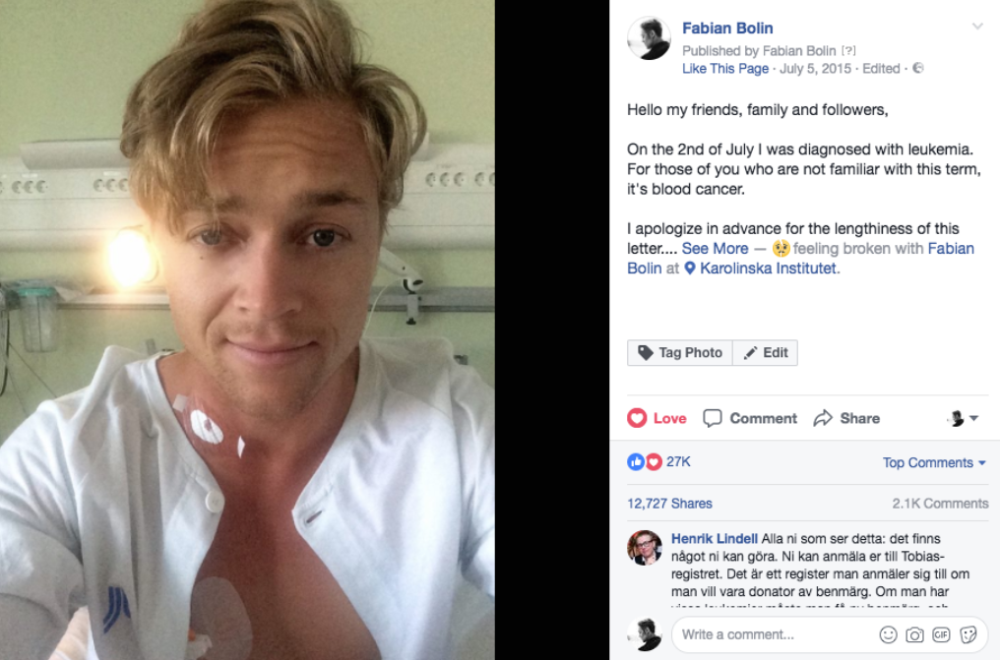 Fabian Bolin
Published by Fabian Bolin [?]
Like This Page · July 5, 2015 · Edited ·
Hello my friends, family and followers,
On the 2nd of July I was diagnosed with leukemia.
For those of you who are not familiar with this term,
it's blood cancer.
I apologize in advance for the lengthiness of this
letter.... See More — 🥺 feeling broken with Fabian
Bolin at Karolinska Institutet.
Tag Photo Edit
Love Comment Share
27K Top Comments
12,727 Shares 2.1K Comments
Henrik Lindell Alla ni som ser detta: det finns
något ni kan göra. Ni kan anmäla er till Tobias-
registret. Det är ett register man anmäler sig till om
man vill vara donator av benmärg. Om man har
Write a comment... GIF